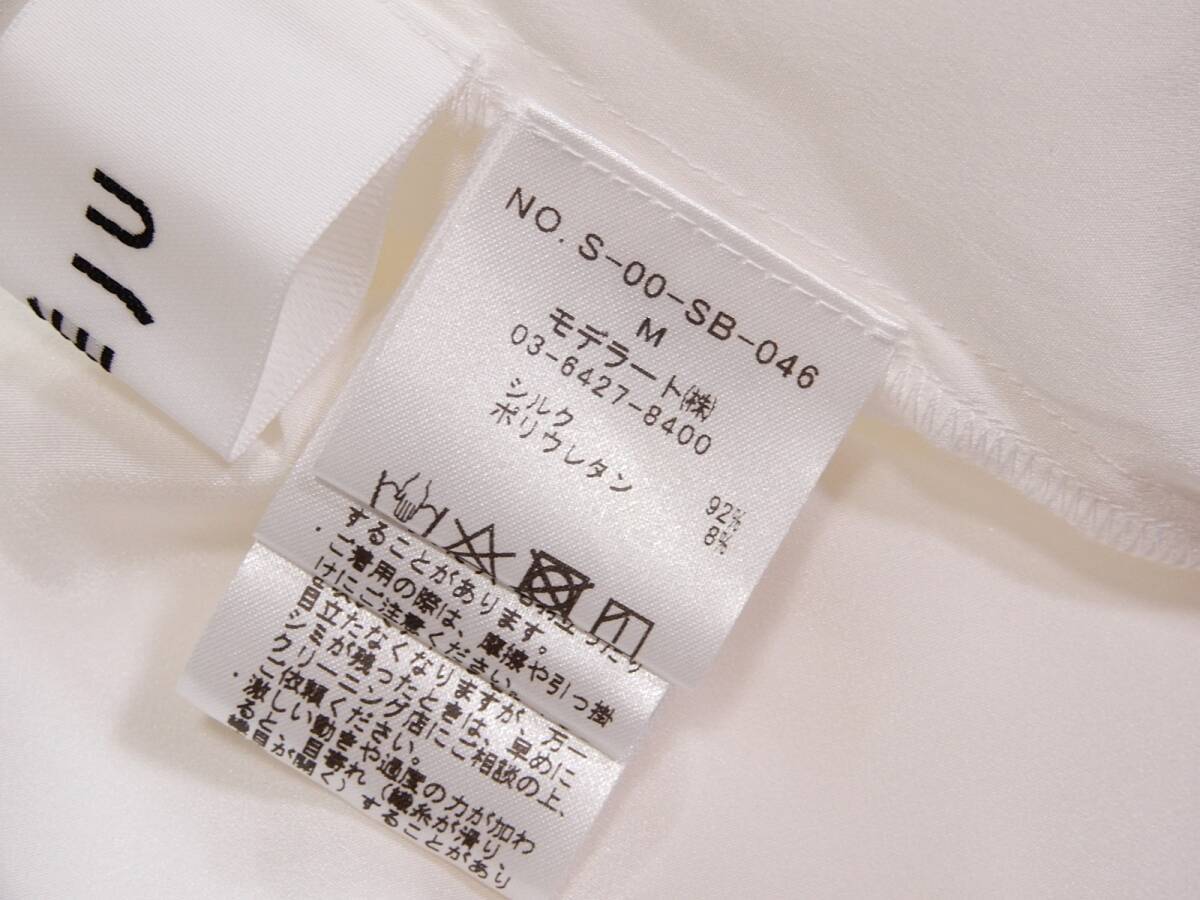 ÉJU
NO. S-00-SB-046
M
モデラート(株)
03-6427-8400
シルク 92%
ポリウレタン 8%
することがあります。
・ご着用の際は、摩擦や引っ掛
けにご注意ください。
目立たなくなりますが、万一
シミが残ったときは、早めに
クリーニング店にご相談の上、
ご依頼ください。
・激しい動きや過度の力が加わ
ると、目寄れ(織糸が滑り、
縫目が開く)することがあり